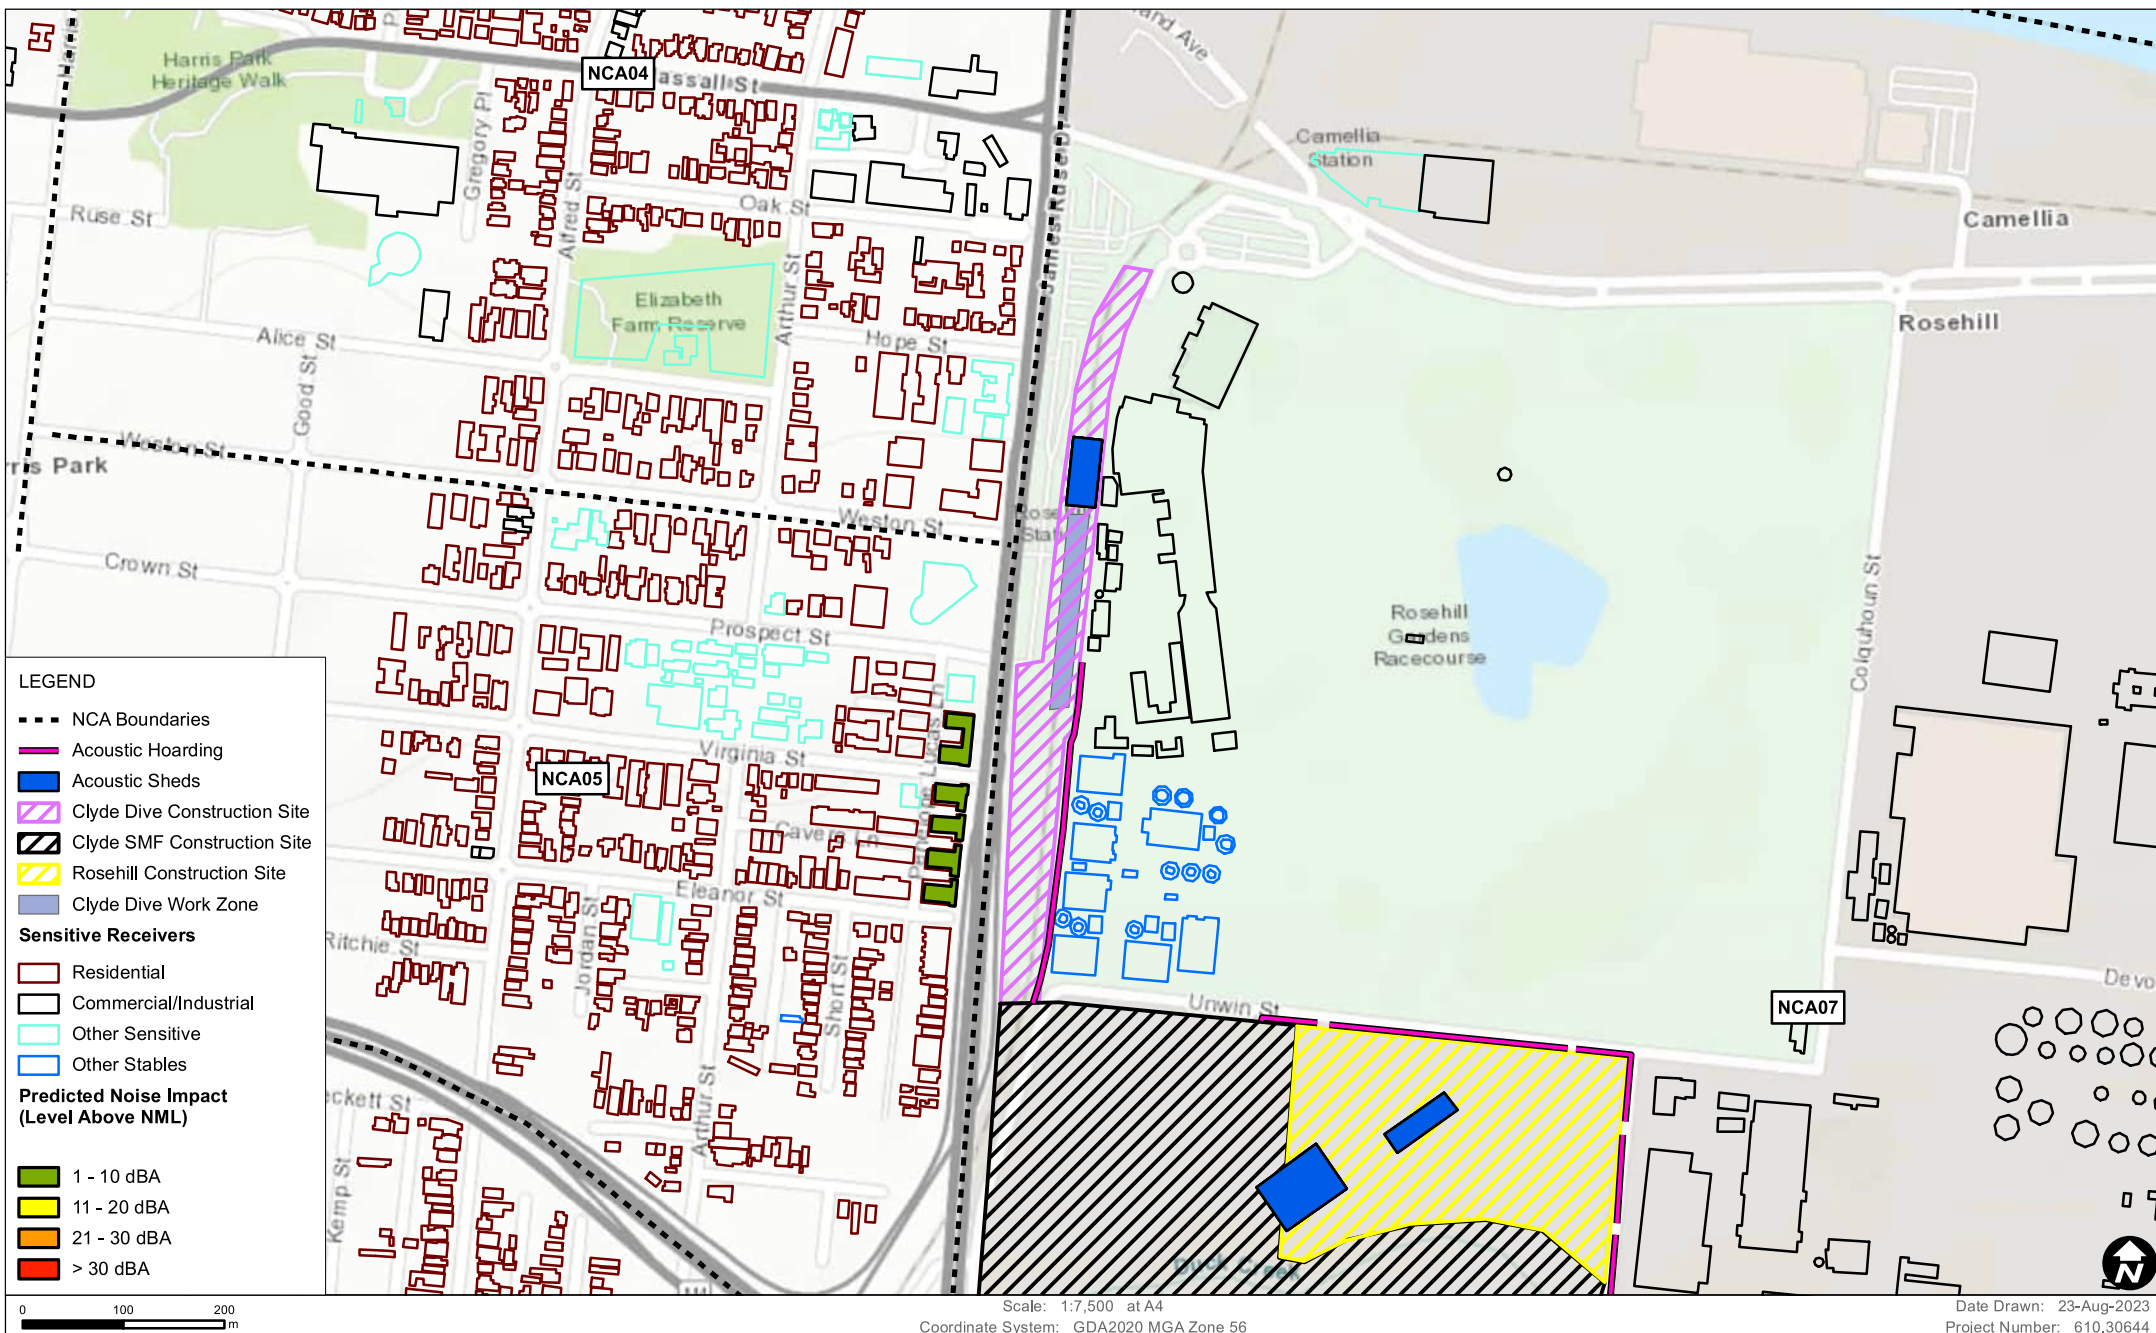 Harris Park
Heritage Walk
NCA04
Gregory Pl
Ruse St
Alfred St
Oak St
Arthur St
Elizabeth
Farm Reserve
Hope St
Alice St
Good St
Weston St
Weston St
Crown St
Prospect St
Virginia St
Penelope Lucas Ln
NCA05
Eleanor St
Ritchie St
Jordan St
Short St
Arthur St
Kemp St
Camellia
Station
Camellia
Rosehill
Colquhoun St
Rosehill
Gardens
Racecourse
Unwin St
NCA07
Duck Creek
LEGEND
NCA Boundaries
Acoustic Hoarding
Acoustic Sheds
Clyde Dive Construction Site
Clyde SMF Construction Site
Rosehill Construction Site
Clyde Dive Work Zone
Sensitive Receivers
Residential
Commercial/Industrial
Other Sensitive
Other Stables
Predicted Noise Impact
(Level Above NML)
1 - 10 dBA
11 - 20 dBA
21 - 30 dBA
> 30 dBA
N
0 100 200
m
Scale: 1:7,500 at A4
Coordinate System: GDA2020 MGA Zone 56
Date Drawn: 23-Aug-2023
Project Number: 610.30644